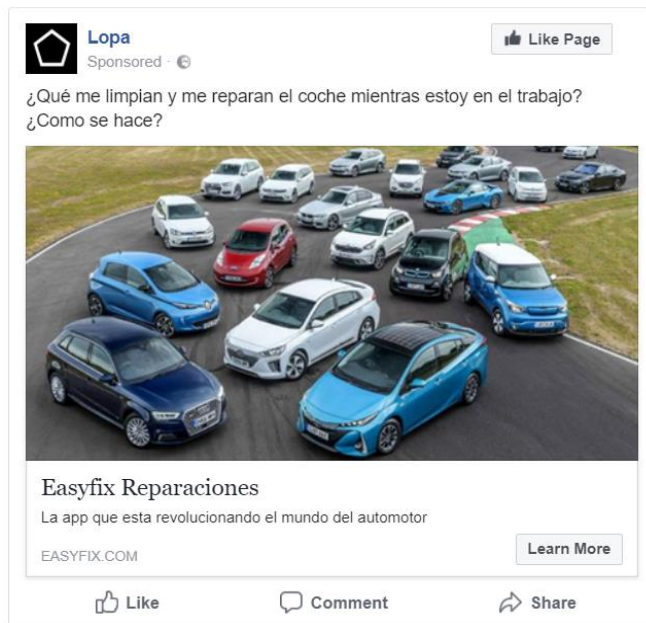 Lopa
Like Page
Sponsored ·
¿Qué me limpian y me reparan el coche mientras estoy en el trabajo?
¿Como se hace?
Easyfix Reparaciones
La app que esta revolucionando el mundo del automotor
EASYFIX.COM
Learn More
Like
Comment
Share